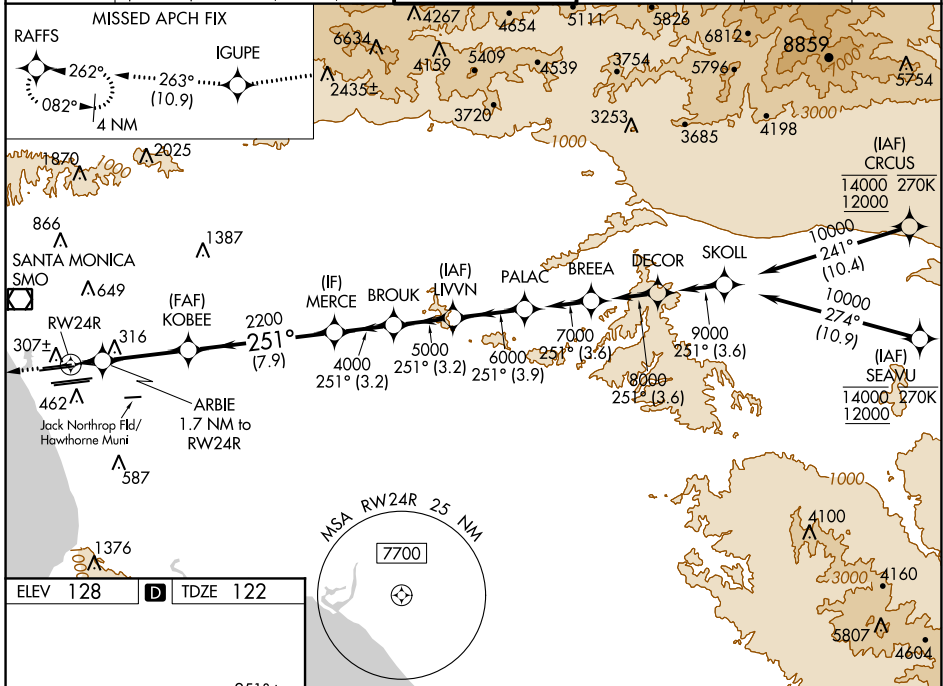 MISSED APCH FIX
RAFFS
IGUPE
262°
263°
(10.9)
082°
4 NM
4267
4654
5111
5826
6634
4159
5409
4539
3754
6812
5796
8859
7000
5754
2435±
3720
3253
3685
4198
3000
1000
1870
1000
2025
(IAF)
CRCUS
14000 270K
12000
10000
241°
(10.4)
866
1387
SANTA MONICA
SMO
649
(FAF)
KOBEE
(IF)
MERCE
BROUK
(IAF)
LIVVN
PALAC
BREEA
DECOR
SKOLL
10000
274°
(10.9)
RW24R
307±
316
2200
251°
(7.9)
4000
251° (3.2)
5000
251° (3.2)
6000
251° (3.9)
7000
251° (3.6)
8000
251° (3.6)
9000
251° (3.6)
(IAF)
SEAVU
14000 270K
12000
462
Jack Northrop Fld/
Hawthorne Muni
ARBIE
1.7 NM to
RW24R
587
1376
MSA RW24R 25 NM
7700
1000
4100
3000
4160
5807
4604
ELEV 128
D
TDZE 122